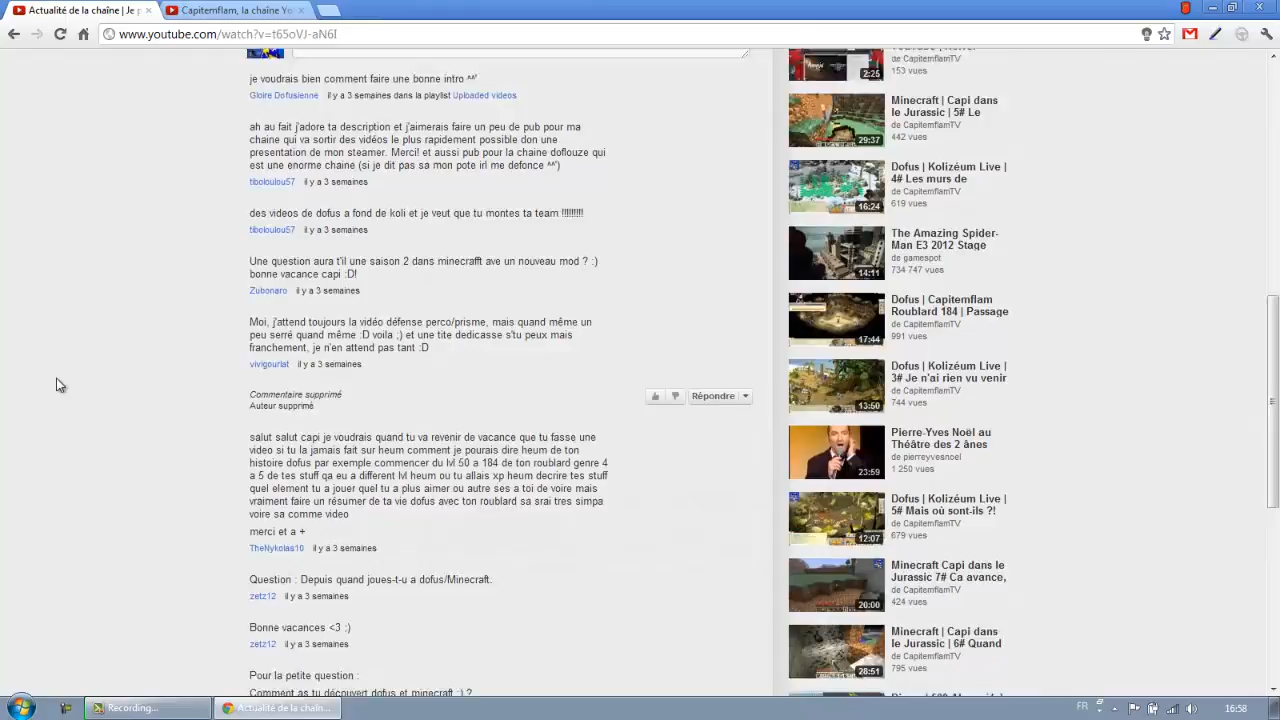 Actualité de la chaîne | Je p
Capitemflam, la chaîne Yo
www.youtube.com/watch?v=t65oVJ-aN6I
je voudrais bien comment faire une bonne intro ^^'
Gloire Dofusienne il y a 3 semaines dans la playlist Uploaded videos
ah au fait j'adore ta description et j'aimerais faire un peu de pub pour ma
chaine qui va sortir des vidéos le plus rapidement possible don une
présentation de mon steamer. Merci! et aussi pub pour la chaine doflouze qui
est une énorme chaine (si je dit pas sa mon pir irl me defonce ^^')
tiboloulou57 il y a 3 semaines
des videos de dofus a fond de koli et je veut que tu montes ta team !!!!!!!!!
tiboloulou57 il y a 3 semaines
Une question aura t'il une saison 2 dans minecrafft ave un nouveau mod ? :)
bonne vacance capi :D!
Zubonaro il y a 3 semaines
Moi, j'attend toujours la vidéo défense perco/prisme, mais quand même un
peu serré quand même :D voila ;) et une tite dédicasse s'tu peux mais
franchement, je n'en attend pas tant :D
vivigourlat il y a 3 semaines
Commentaire supprimé
Auteur supprimé
Répondre
salut salut capi je voudrais quand tu va revenir de vacance que tu fasse une
video si tu la jamais fait sur heum comment je pourais dire heum de ton
histoire dofus par exemple commencer du lvl 50 a 184 de ton roublard genre 4
a 5 de tes stuff qa eu a different lvl heum ou tu allais xp heum decrire tes stuff
quel element tu a jouer quel tu a plus aimer ou autre ses a toi de voire mais
vraiment faire un résumer de ta vie dofus avec ton roublard sa srai tres simpa
voire sa comme video
merci et a +
TheNykolas10 il y a 3 semaines
Question : Depuis quand joues-t-u a dofus/Minecraft.
zetz12 il y a 3 semaines
Bonne vacances <3 ;)
zetz12 il y a 3 semaines
Pour la petite question :
Comment as tu découvert dofus et minecraft :) ?
de CapitemflamTV
153 vues
2:25
Minecraft | Capi dans
le Jurassic | 5# Le
de CapitemflamTV
442 vues
29:37
Dofus | Kolizéum Live |
4# Les murs de
de CapitemflamTV
619 vues
16:24
The Amazing Spider-
Man E3 2012 Stage
de gamespot
734 747 vues
14:11
Dofus | Capitemflam
Roublard 184 | Passage
de CapitemflamTV
991 vues
17:44
Dofus | Kolizéum Live |
3# Je n'ai rien vu venir
de CapitemflamTV
744 vues
13:50
Pierre-Yves Noël au
Théâtre des 2 ânes
de pierreyvesnoel
1 250 vues
23:59
Dofus | Kolizéum Live |
5# Mais où sont-ils ?!
de CapitemflamTV
679 vues
12:07
Minecraft Capi dans le
Jurassic 7# Ca avance,
de CapitemflamTV
424 vues
20:00
Minecraft | Capi dans
le Jurassic | 6# Quand
de CapitemflamTV
795 vues
28:51
Recording...
Actualité de la chaîn...
FR
16:58